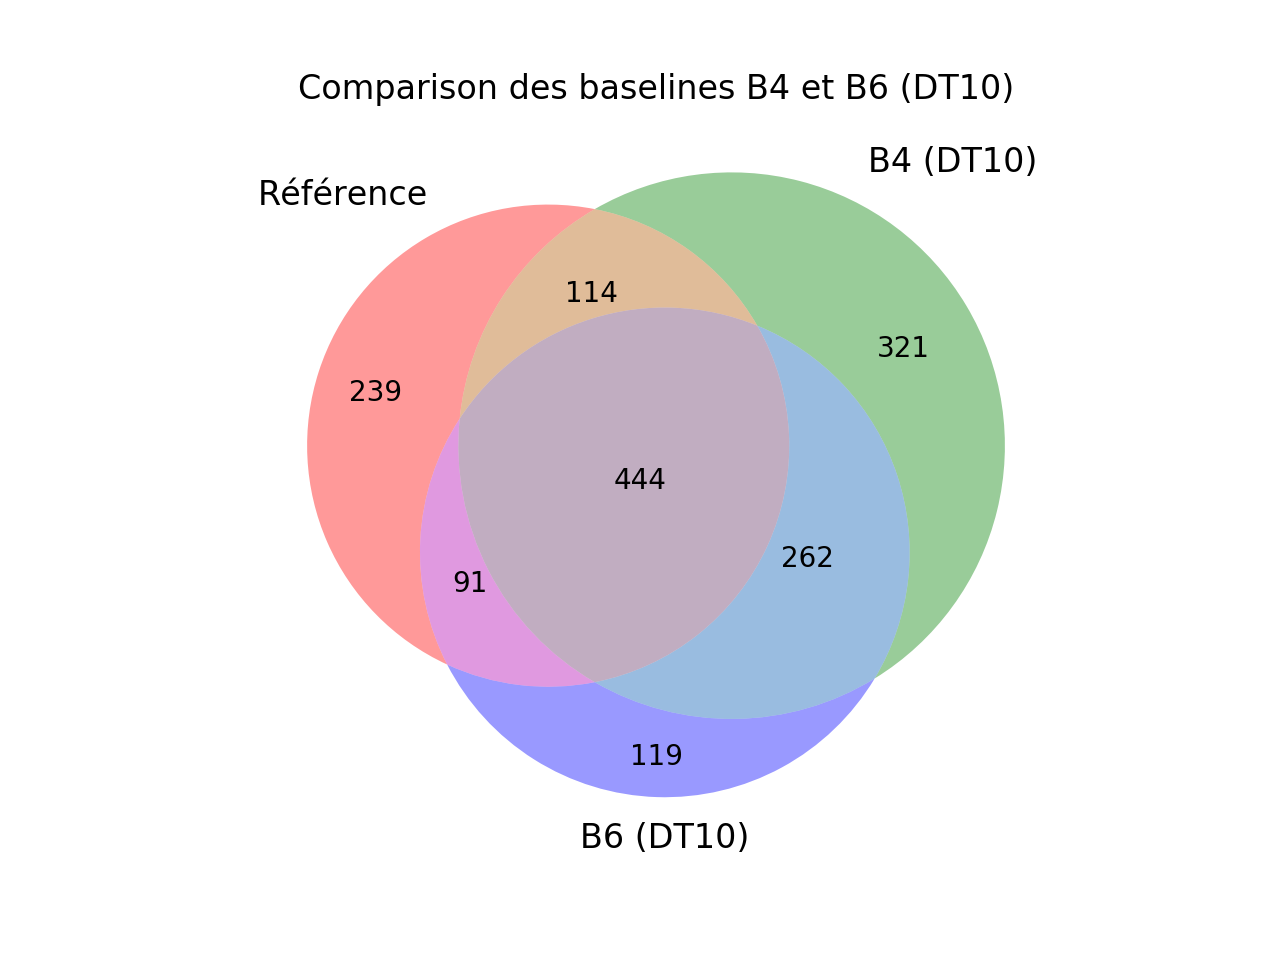 Comparison des baselines B4 et B6 (DT10)
B4 (DT10)
Référence
114
321
239
444
262
91
119
B6 (DT10)